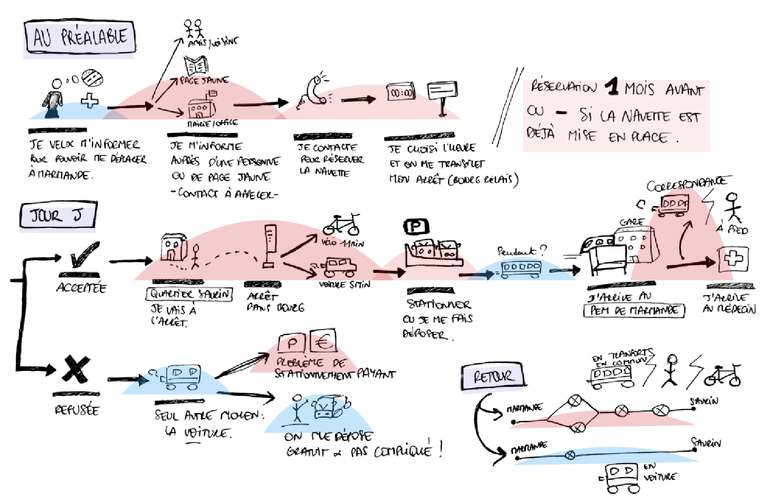 AU PRÉALABLE
AMIS/VOISINS
PAGE JAUNE
MAIRIE/OFFICE
00:00
JE VEUX M'INFORMER
POUR POUVOIR ME DÉPLACER
À MARMANDE.
JE M'INFORME
AUPRÈS D'UNE PERSONNE
OU DE PAGE JAUNE
- CONTACT À APPELER -
JE CONTACTE
POUR RÉSERVER
LA NAVETTE
JE CHOISI L'HEURE
ET ON ME TRANSMET
MON ARRÊT (BOURG RELAIS)
RÉSERVATION 1 MOIS AVANT
OU - SI LA NAVETTE EST
DÉJÀ MISE EN PLACE.
JOUR J
ACCEPTÉE
QUARTIER SAURIN
JE VAIS À
L'ARRÊT.
ARRÊT
DANS BOURG
VÉLO 11MIN
VOITURE 5MIN
P
STATIONNER
OU JE ME FAIS
DÉPOSER.
Pendant ?
GARE
CORRESPONDANCE
À PIED
J'ARRIVE AU
PEM DE MARMANDE
J'ARRIVE
AU MÉDECIN
REFUSÉE
SEUL AUTRE MOYEN:
LA VOITURE.
P €
PROBLÈME DE
STATIONNEMENT PAYANT
ON ME DÉPOSE
GRATUIT & PAS COMPLIQUÉ !
RETOUR
EN TRANSPORTS
EN COMMUN
MARMANDE
SAURIN
MARMANDE
SAURIN
EN
VOITURE